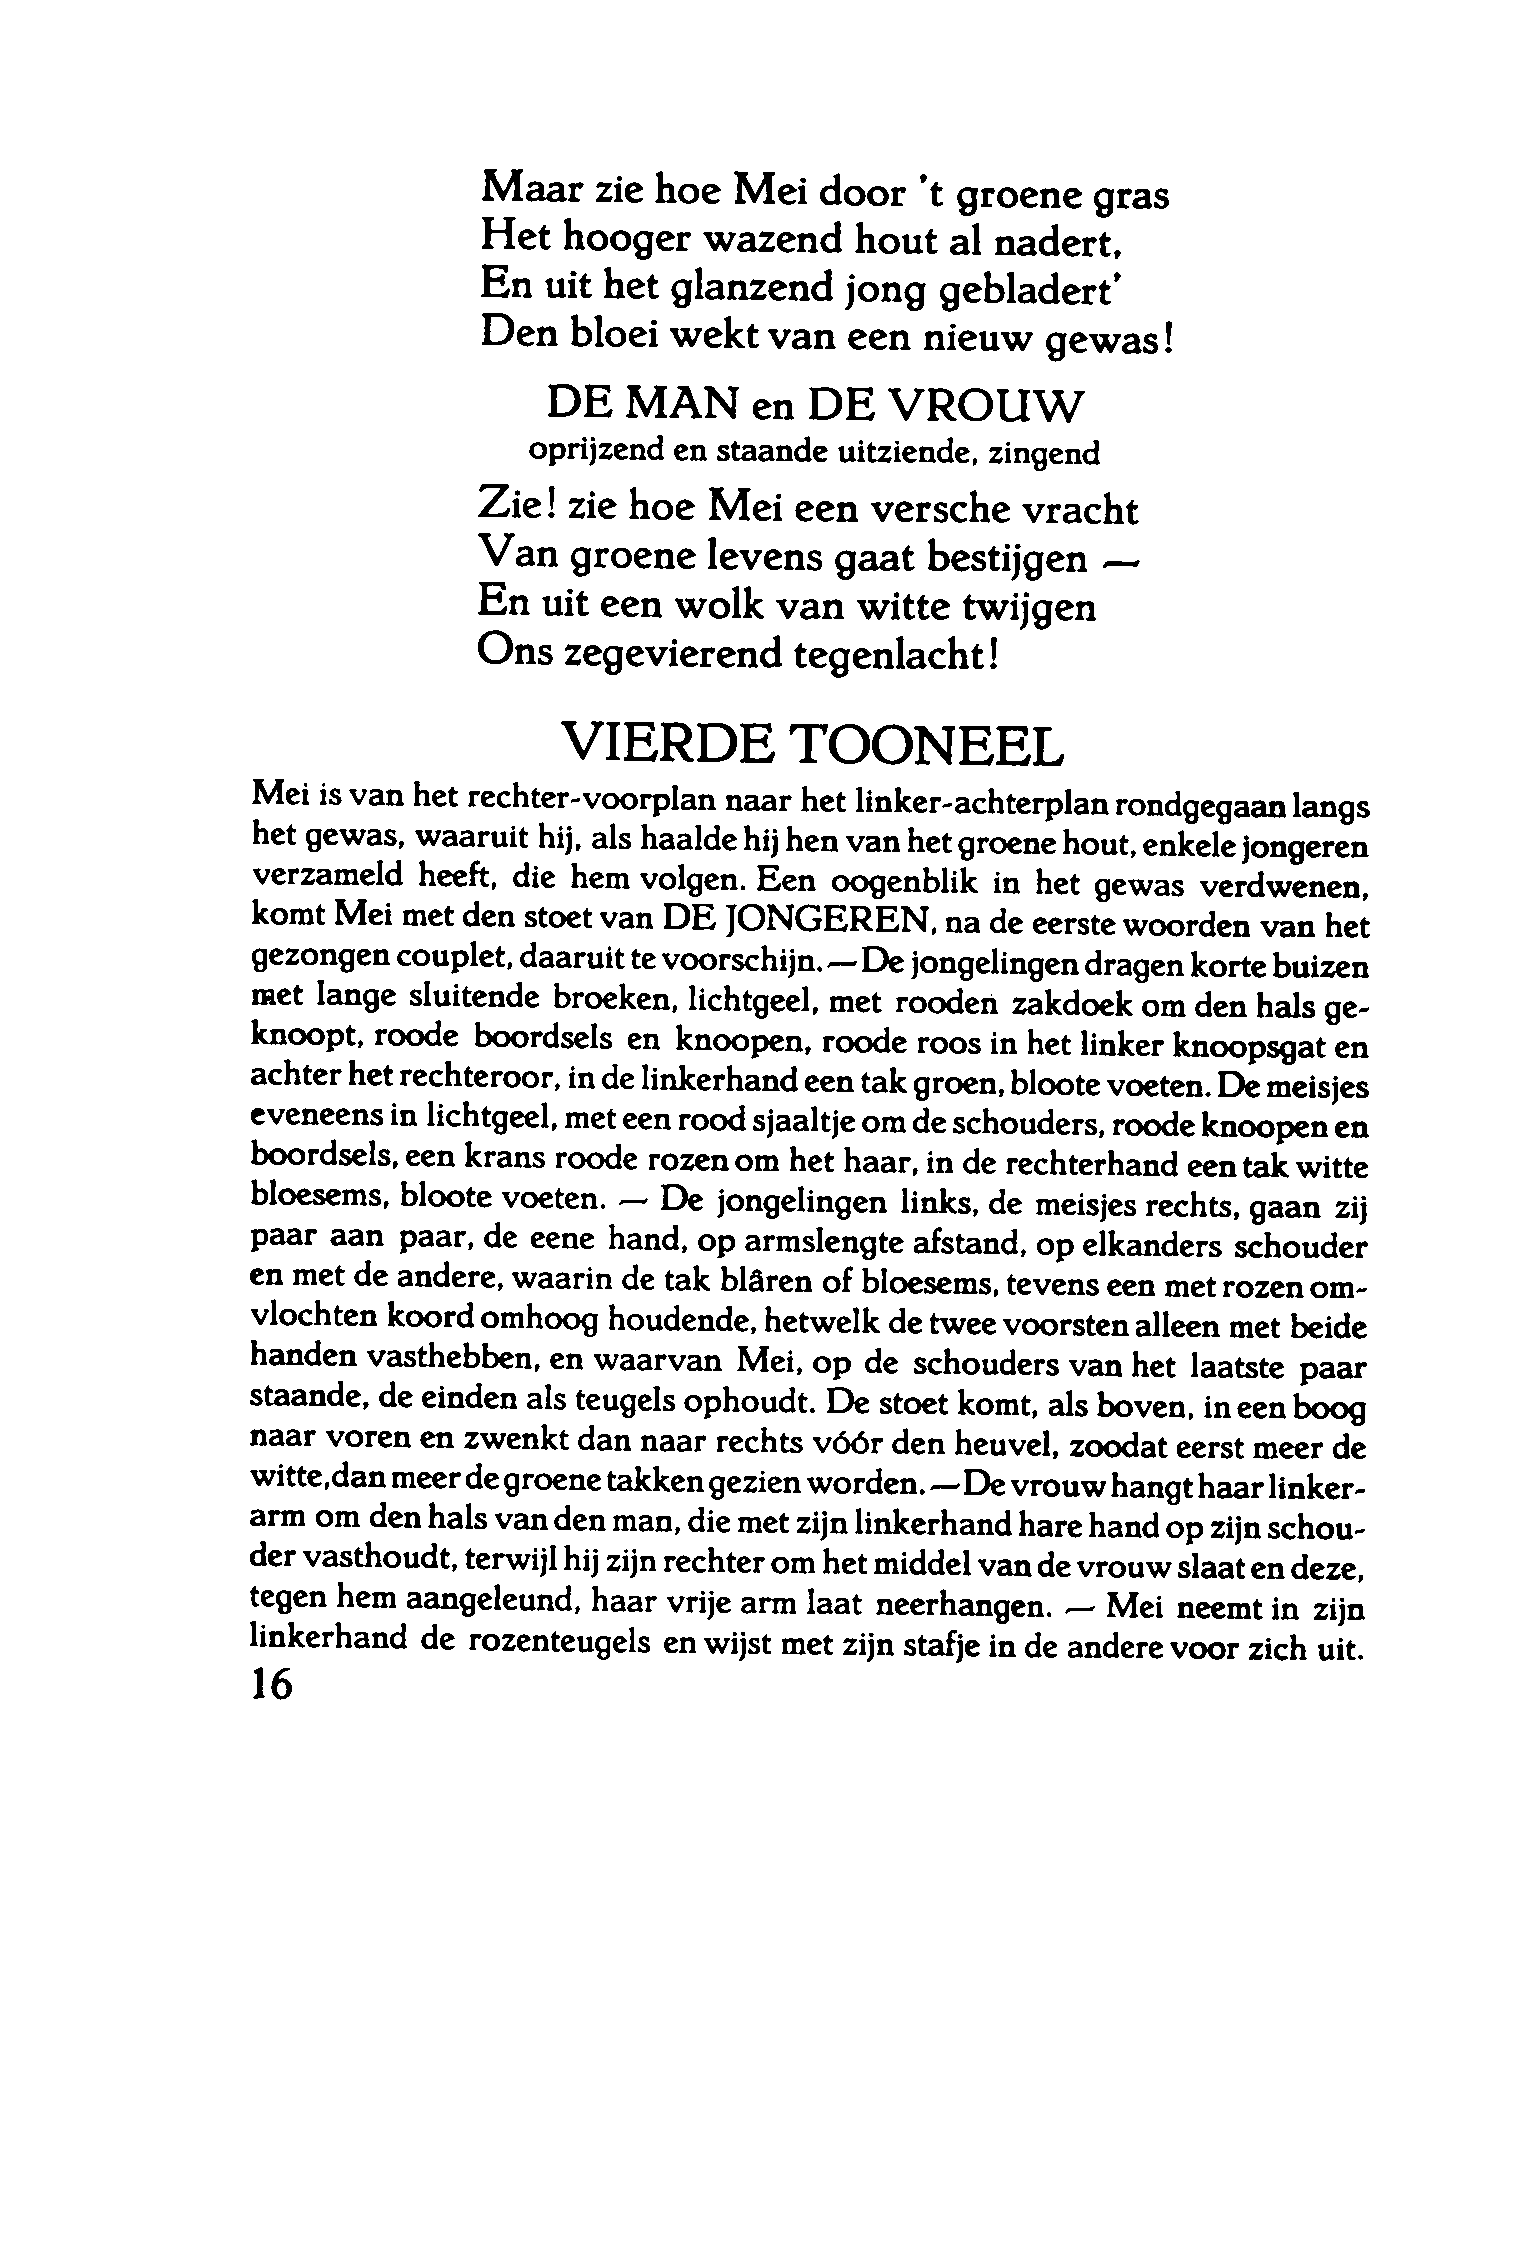 Maar zie hoe Mei door 't groene gras
Het hooger wazend hout al nadert,
En uit het glanzend jong gebladert'
Den bloei wekt van een nieuw gewas!
DE MAN en DE VROUW
oprijzend en staande uitziende, zingend
Zie! zie hoe Mei een versche vracht
Van groene levens gaat bestijgen —
En uit een wolk van witte twijgen
Ons zegevierend tegenlacht!
VIERDE TOONEEL
Mei is van het rechter-voorplan naar het linker-achterplan rondgegaan langs
het gewas, waaruit hij, als haalde hij hen van het groene hout, enkele jongeren
verzameld heeft, die hem volgen. Een oogenblik in het gewas verdwenen,
komt Mei met den stoet van DE JONGEREN, na de eerste woorden van het
gezongen couplet, daaruit te voorschijn. — De jongelingen dragen korte buizen
met lange sluitende broeken, lichtgeel, met rooden zakdoek om den hals ge-
knoopt, roode boordsels en knoopen, roode roos in het linker knoopsgat en
achter het rechteroor, in de linkerhand een tak groen, bloote voeten. De meisjes
eveneens in lichtgeel, met een rood sjaaltje om de schouders, roode knoopen en
boordsels, een krans roode rozen om het haar, in de rechterhand een tak witte
bloesems, bloote voeten. — De jongelingen links, de meisjes rechts, gaan zij
paar aan paar, de eene hand, op armslengte afstand, op elkanders schouder
en met de andere, waarin de tak blâren of bloesems, tevens een met rozen om-
vlochten koord omhoog houdende, hetwelk de twee voorsten alleen met beide
handen vasthebben, en waarvan Mei, op de schouders van het laatste paar
staande, de einden als teugels ophoudt. De stoet komt, als boven, in een boog
naar voren en zwenkt dan naar rechts vóór den heuvel, zoodat eerst meer de
witte, dan meer de groene takken gezien worden. — De vrouw hangt haar linker-
arm om den hals van den man, die met zijn linkerhand hare hand op zijn schou-
der vasthoudt, terwijl hij zijn rechter om het middel van de vrouw slaat en deze,
tegen hem aangeleund, haar vrije arm laat neerhangen. — Mei neemt in zijn
linkerhand de rozenteugels en wijst met zijn stafje in de andere voor zich uit.
16